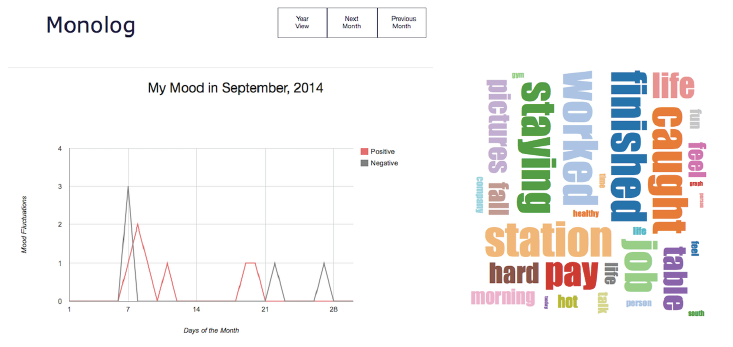 Monolog
Year View
Next Month
Previous Month
My Mood in September, 2014
Positive
Negative
4
3
2
1
0
Mood Fluctuations
1 7 14 21 28
Days of the Month
gym
pictures
staying
worked
finished
life
caught
fun
feel
company
fall
healthy
station
life
job
feel
table
hard
pay
life
morning
hot
talk
person
south